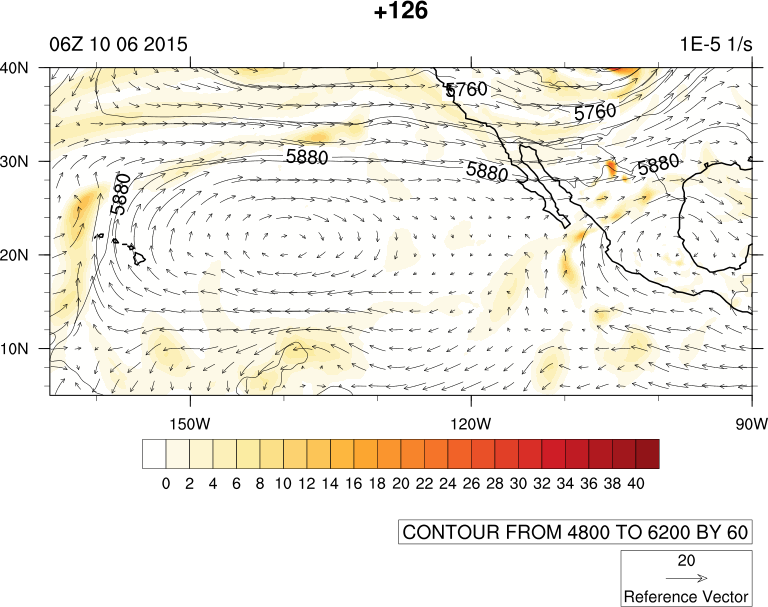 +126
06Z 10 06 2015 1E-5 1/s
40N
5760
5760
30N
5880
5880
5880
5880
20N
10N
150W 120W 90W
0 2 4 6 8 10 12 14 16 18 20 22 24 26 28 30 32 34 36 38 40
CONTOUR FROM 4800 TO 6200 BY 60
20
Reference Vector